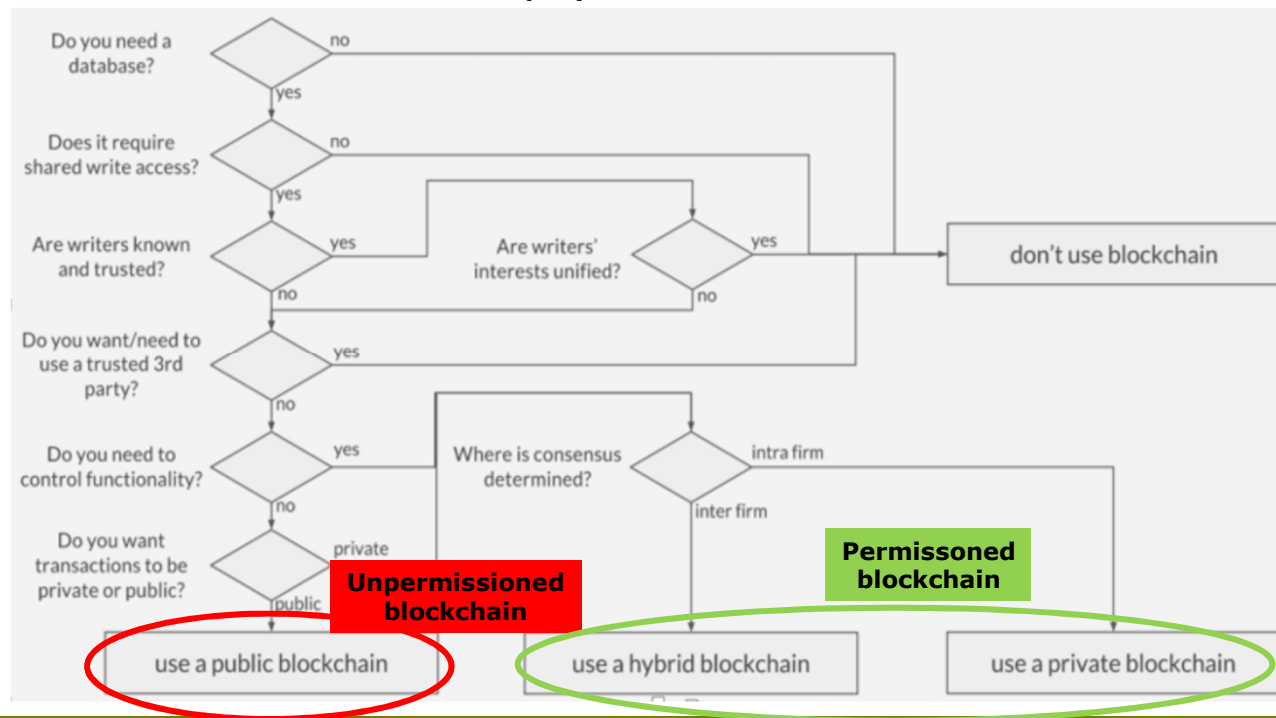 Do you need a
database?
no
yes
Does it require
shared write access?
no
yes
Are writers known
and trusted?
yes
no
Are writers'
interests unified?
yes
no
don't use blockchain
Do you want/need to
use a trusted 3rd
party?
yes
no
Do you need to
control functionality?
yes
no
Where is consensus
determined?
intra firm
inter firm
Do you want
transactions to be
private or public?
private
public
Unpermissioned
blockchain
Permissoned
blockchain
use a public blockchain
use a hybrid blockchain
use a private blockchain